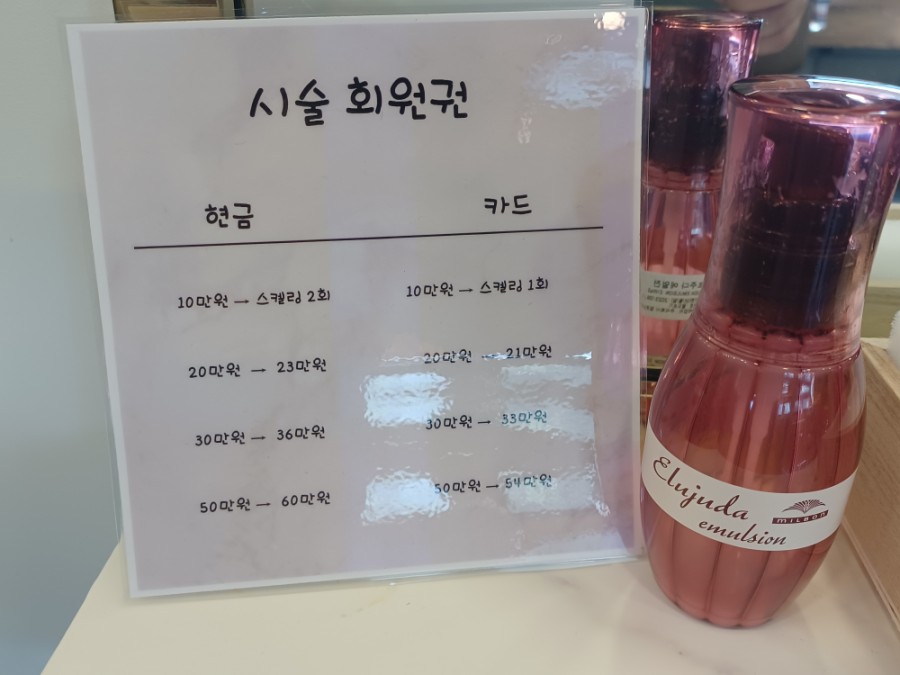 시술 회원권
현금 카드
10만원 → 스켈링 2회 10만원 → 스켈링 1회
20만원 → 23만원 20만원 → 21만원
30만원 → 36만원 30만원 → 33만원
50만원 → 60만원 50만원 → 54만원
Elujuda
emulsion
MILBON